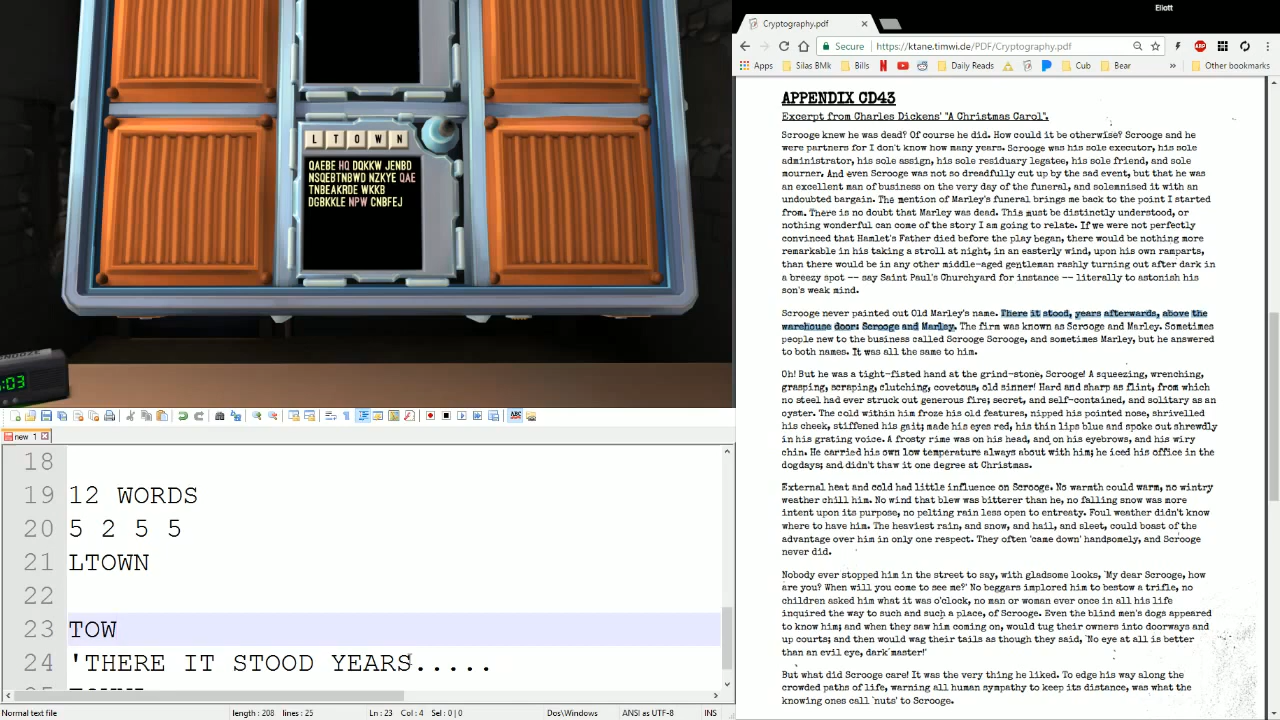 Eliott
Cryptography.pdf
Secure
https://ktane.timwi.de/PDF/Cryptography.pdf
Apps
Silas BMk
Bills
Daily Reads
Cub
Bear
Other bookmarks
L T O W N
QAEBE HQ DQKKW JENBD
NSQEBTNBWD NZKYE QAE
TNBEAKRDE WKKB
DGBKKLE NPW CNBFEJ
:03
APPENDIX CD43
Excerpt from Charles Dickens' "A Christmas Carol".
Scrooge knew he was dead? Of course he did. How could it be otherwise? Scrooge and he
were partners for I don't know how many years. Scrooge was his sole executor, his sole
administrator, his sole assign, his sole residuary legatee, his sole friend, and sole
mourner. And even Scrooge was not so dreadfully cut up by the sad event, but that he was
an excellent man of business on the very day of the funeral, and solemnised it with an
undoubted bargain. The mention of Marley's funeral brings me back to the point I started
from. There is no doubt that Marley was dead. This must be distinctly understood, or
nothing wonderful can come of the story I am going to relate. If we were not perfectly
convinced that Hamlet's Father died before the play began, there would be nothing more
remarkable in his taking a stroll at night, in an easterly wind, upon his own ramparts,
than there would be in any other middle-aged gentleman rashly turning out after dark in
a breezy spot -- say Saint Paul's Churchyard for instance -- literally to astonish his
son's weak mind.
Scrooge never painted out Old Marley's name. There it stood, years afterwards, above the
warehouse door: Scrooge and Marley. The firm was known as Scrooge and Marley. Sometimes
people new to the business called Scrooge Scrooge, and sometimes Marley, but he answered
to both names. It was all the same to him.
Oh! But he was a tight-fisted hand at the grind-stone, Scrooge! A squeezing, wrenching,
grasping, scraping, clutching, covetous, old sinner! Hard and sharp as flint, from which
no steel had ever struck out generous fire; secret, and self-contained, and solitary as an
oyster. The cold within him froze his old features, nipped his pointed nose, shrivelled
his cheek, stiffened his gait; made his eyes red, his thin lips blue and spoke out shrewdly
in his grating voice. A frosty rime was on his head, and on his eyebrows, and his wiry
chin. He carried his own low temperature always about with him; he iced his office in the
dogdays; and didn't thaw it one degree at Christmas.
External heat and cold had little influence on Scrooge. No warmth could warm, no wintry
weather chill him. No wind that blew was bitterer than he, no falling snow was more
intent upon its purpose, no pelting rain less open to entreaty. Foul weather didn't know
where to have him. The heaviest rain, and snow, and hail, and sleet, could boast of the
advantage over him in only one respect. They often 'came down' handsomely, and Scrooge
never did.
Nobody ever stopped him in the street to say, with gladsome looks, 'My dear Scrooge, how
are you? When will you come to see me?' No beggars implored him to bestow a trifle, no
children asked him what it was o'clock, no man or woman ever once in all his life
inquired the way to such and such a place, of Scrooge. Even the blind men's dogs appeared
to know him; and when they saw him coming on, would tug their owners into doorways and
up courts; and then would wag their tails as though they said, 'No eye at all is better
than an evil eye, dark master!'
But what did Scrooge care! It was the very thing he liked. To edge his way along the
crowded paths of life, warning all human sympathy to keep its distance, was what the
knowing ones call 'nuts' to Scrooge.
new 1
18
19 12 WORDS
20 5 2 5 5
21 LTOWN
22
23 TOW
24 'THERE IT STOOD YEARS.....
Normal text file
length : 208 lines : 25
Ln : 23 Col : 4 Sel : 0 | 0
Dos\Windows
ANSI as UTF-8
INS